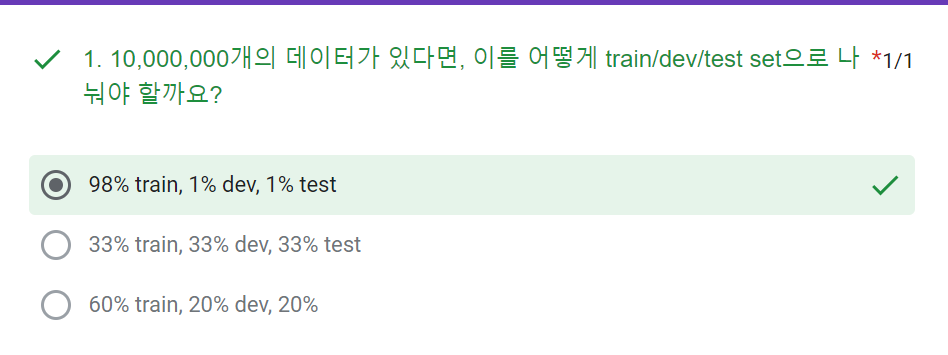 1. 10,000,000개의 데이터가 있다면, 이를 어떻게 train/dev/test set으로 나 *1/1
눠야 할까요?
98% train, 1% dev, 1% test
33% train, 33% dev, 33% test
60% train, 20% dev, 20%